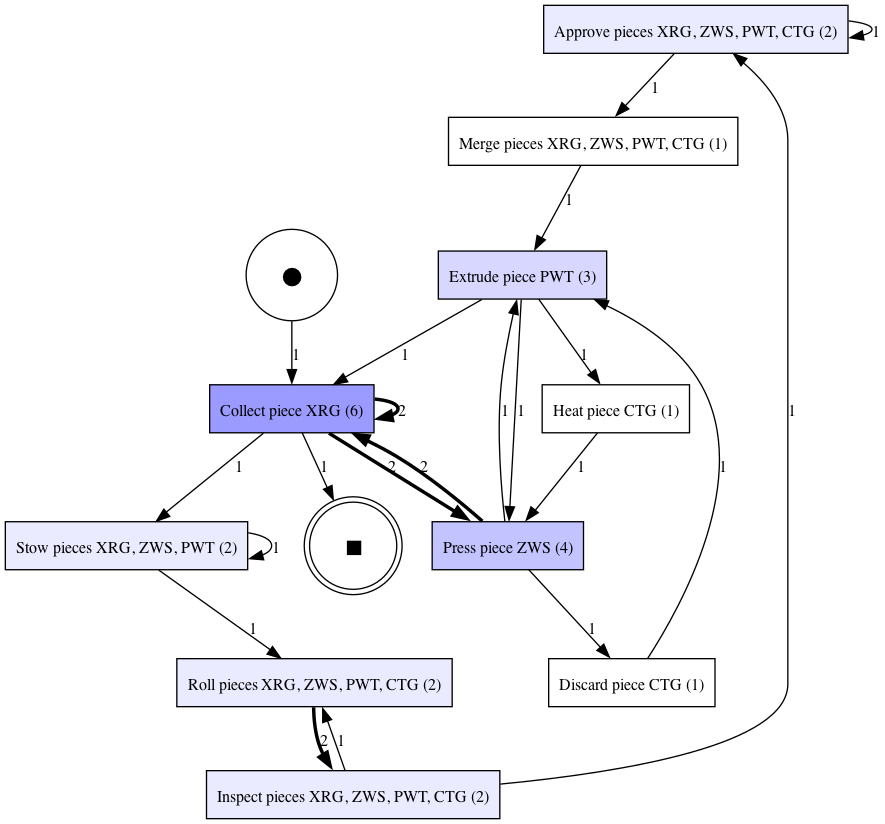 Approve pieces XRG, ZWS, PWT, CTG (2)
1
1
Merge pieces XRG, ZWS, PWT, CTG (1)
1
Extrude piece PWT (3)
1
1
1
Collect piece XRG (6)
2
1
1
Heat piece CTG (1)
1
1
1
2
2
1
1
1
Stow pieces XRG, ZWS, PWT (2)
1
Press piece ZWS (4)
1
1
Roll pieces XRG, ZWS, PWT, CTG (2)
Discard piece CTG (1)
2
1
Inspect pieces XRG, ZWS, PWT, CTG (2)